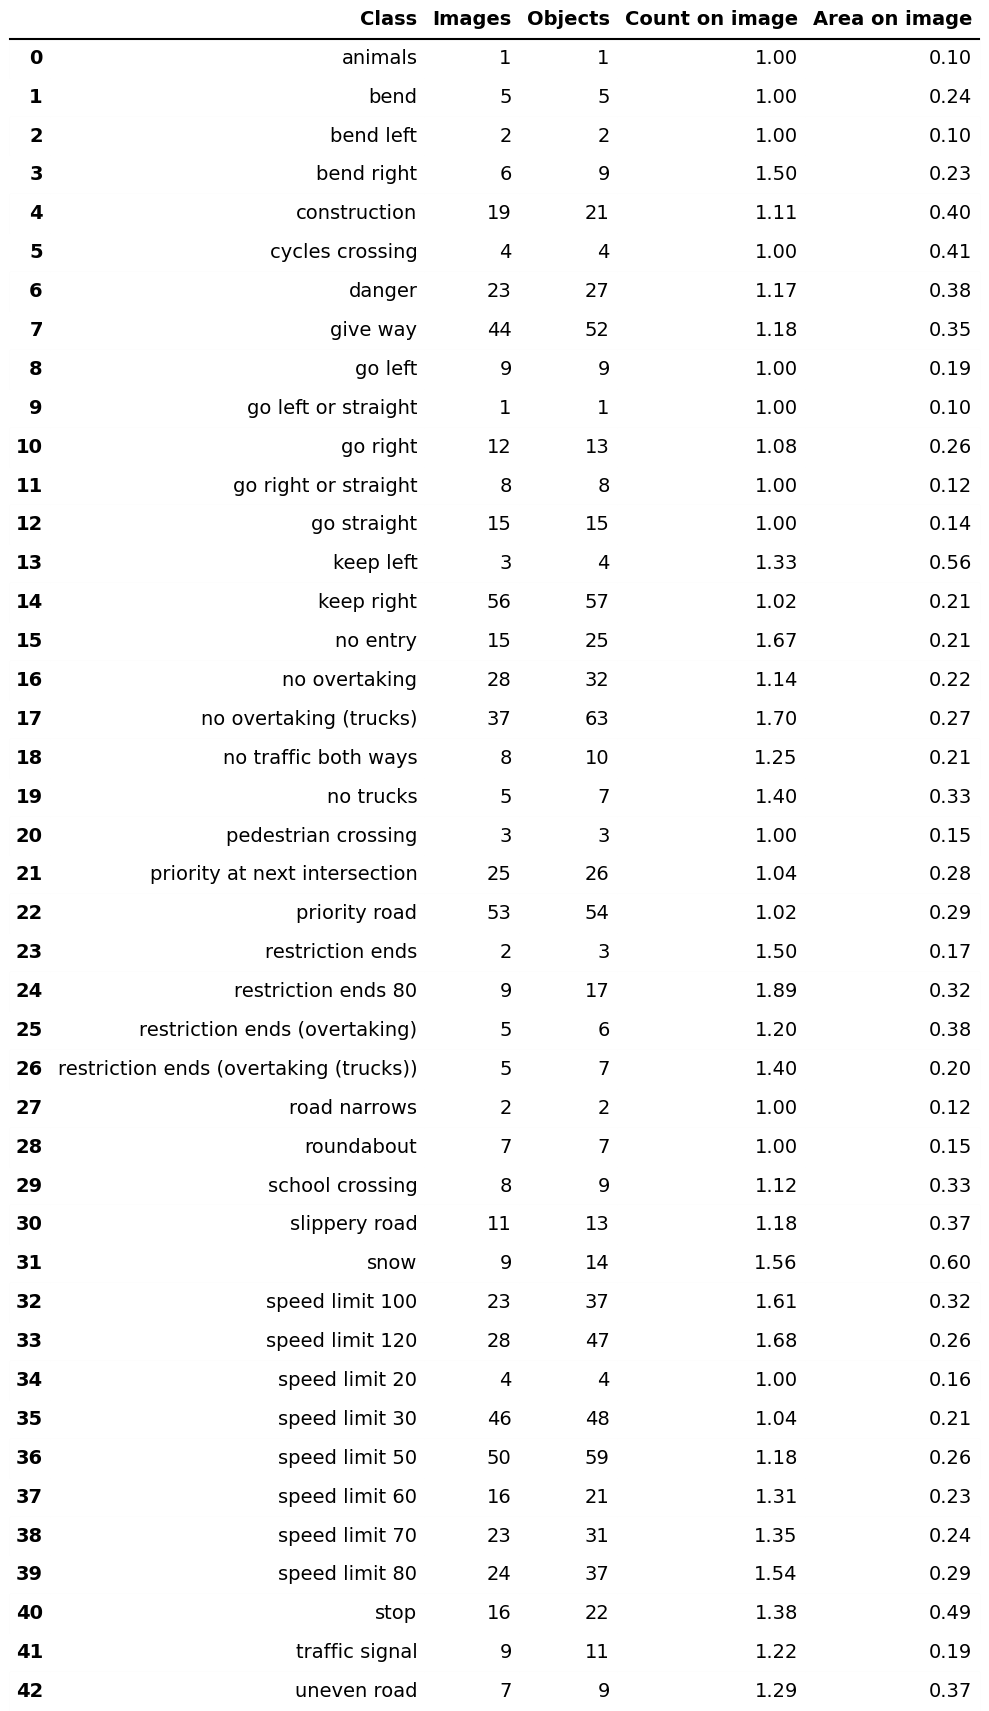 Class Images Objects Count on image Area on image
0 animals 1 1 1.00 0.10
1 bend 5 5 1.00 0.24
2 bend left 2 2 1.00 0.10
3 bend right 6 9 1.50 0.23
4 construction 19 21 1.11 0.40
5 cycles crossing 4 4 1.00 0.41
6 danger 23 27 1.17 0.38
7 give way 44 52 1.18 0.35
8 go left 9 9 1.00 0.19
9 go left or straight 1 1 1.00 0.10
10 go right 12 13 1.08 0.26
11 go right or straight 8 8 1.00 0.12
12 go straight 15 15 1.00 0.14
13 keep left 3 4 1.33 0.56
14 keep right 56 57 1.02 0.21
15 no entry 15 25 1.67 0.21
16 no overtaking 28 32 1.14 0.22
17 no overtaking (trucks) 37 63 1.70 0.27
18 no traffic both ways 8 10 1.25 0.21
19 no trucks 5 7 1.40 0.33
20 pedestrian crossing 3 3 1.00 0.15
21 priority at next intersection 25 26 1.04 0.28
22 priority road 53 54 1.02 0.29
23 restriction ends 2 3 1.50 0.17
24 restriction ends 80 9 17 1.89 0.32
25 restriction ends (overtaking) 5 6 1.20 0.38
26 restriction ends (overtaking (trucks)) 5 7 1.40 0.20
27 road narrows 2 2 1.00 0.12
28 roundabout 7 7 1.00 0.15
29 school crossing 8 9 1.12 0.33
30 slippery road 11 13 1.18 0.37
31 snow 9 14 1.56 0.60
32 speed limit 100 23 37 1.61 0.32
33 speed limit 120 28 47 1.68 0.26
34 speed limit 20 4 4 1.00 0.16
35 speed limit 30 46 48 1.04 0.21
36 speed limit 50 50 59 1.18 0.26
37 speed limit 60 16 21 1.31 0.23
38 speed limit 70 23 31 1.35 0.24
39 speed limit 80 24 37 1.54 0.29
40 stop 16 22 1.38 0.49
41 traffic signal 9 11 1.22 0.19
42 uneven road 7 9 1.29 0.37